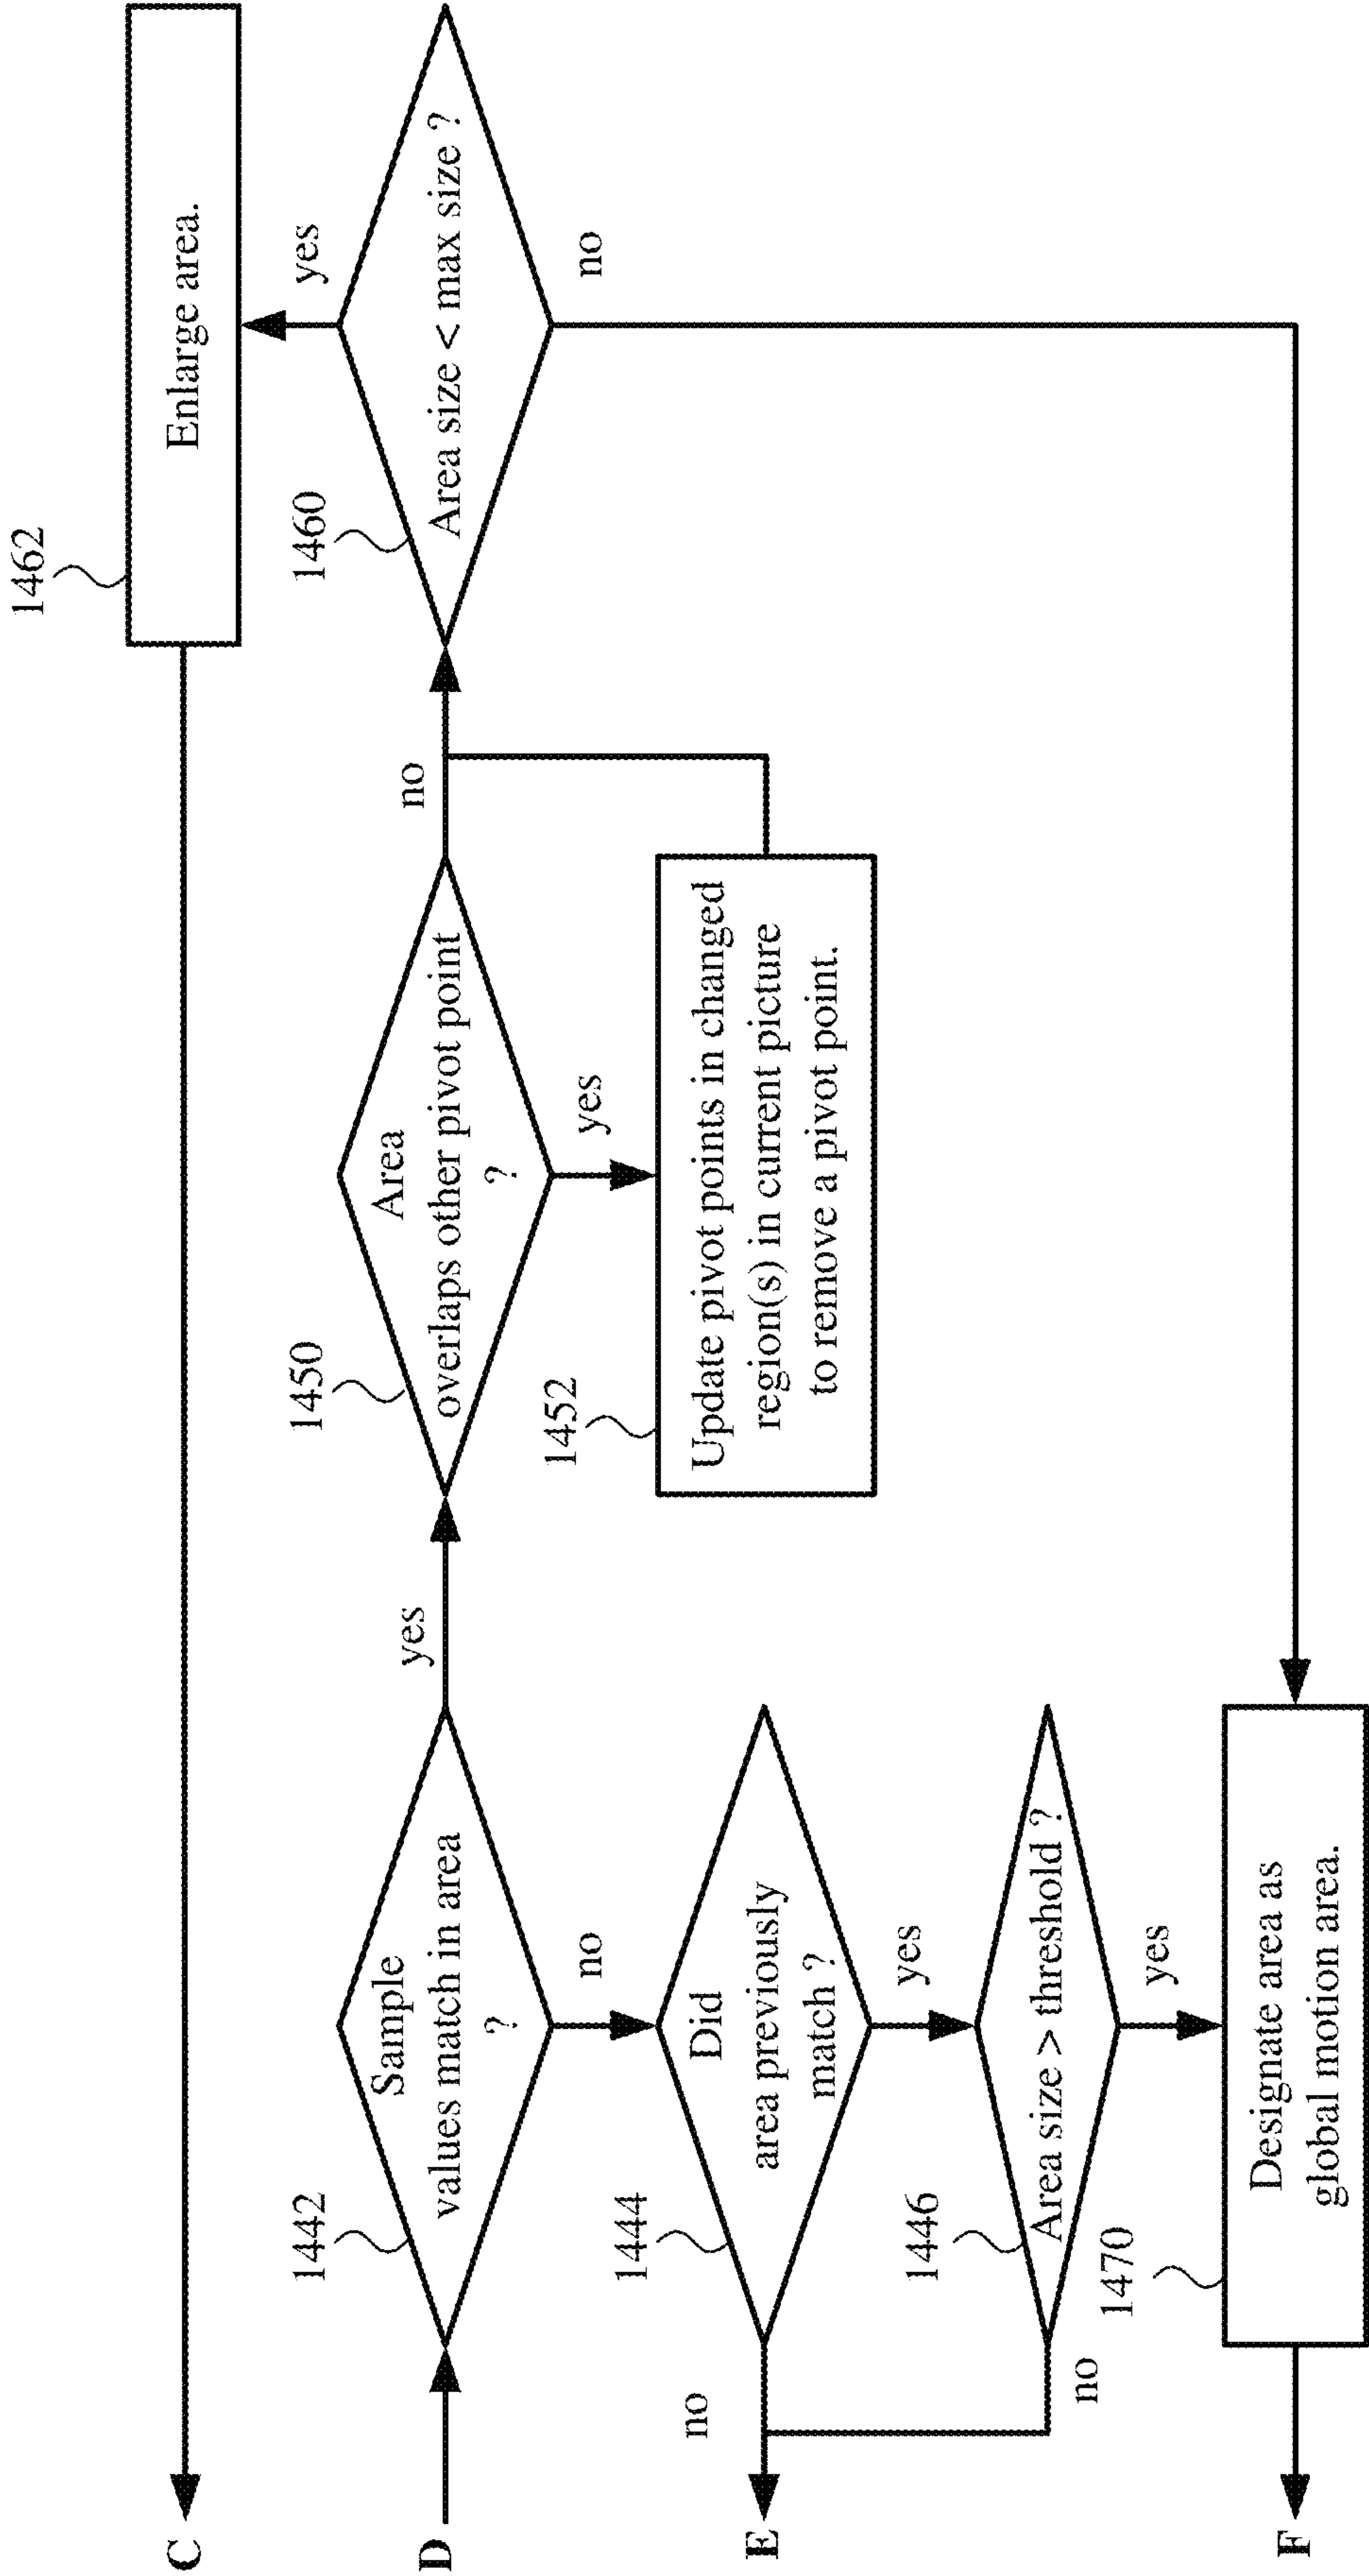 C
1462
Enlarge area.
D
1442
Sample
values match in area
?
yes
no
1450
Area
overlaps other pivot point
?
no
yes
1452
Update pivot points in changed
region(s) in current picture
to remove a pivot point.
1460
Area size < max size ?
yes
no
E
no
1444
Did
area previously
match ?
yes
1446
Area size > threshold ?
no
yes
F
1470
Designate area as
global motion area.